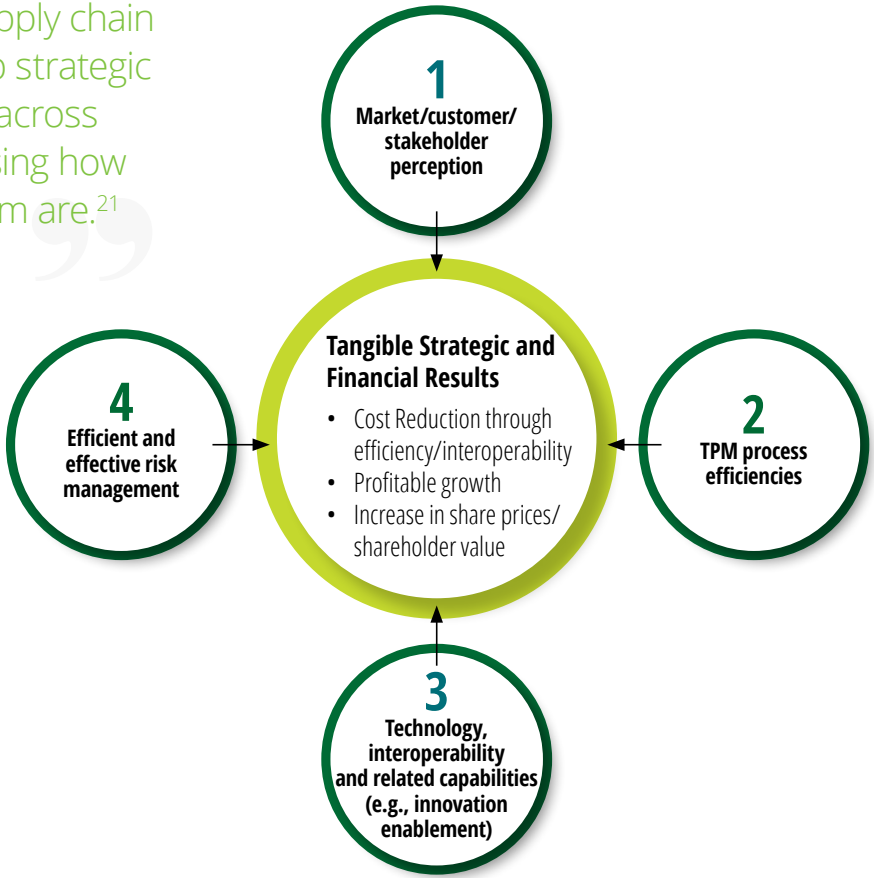 pply chain
strategic
across
sing how
m are.21
”
1
Market/customer/
stakeholder
perception
Tangible Strategic and
Financial Results
• Cost Reduction through
efficiency/interoperability
• Profitable growth
• Increase in share prices/
shareholder value
4
Efficient and
effective risk
management
2
TPM process
efficiencies
3
Technology,
interoperability
and related capabilities
(e.g., innovation
enablement)